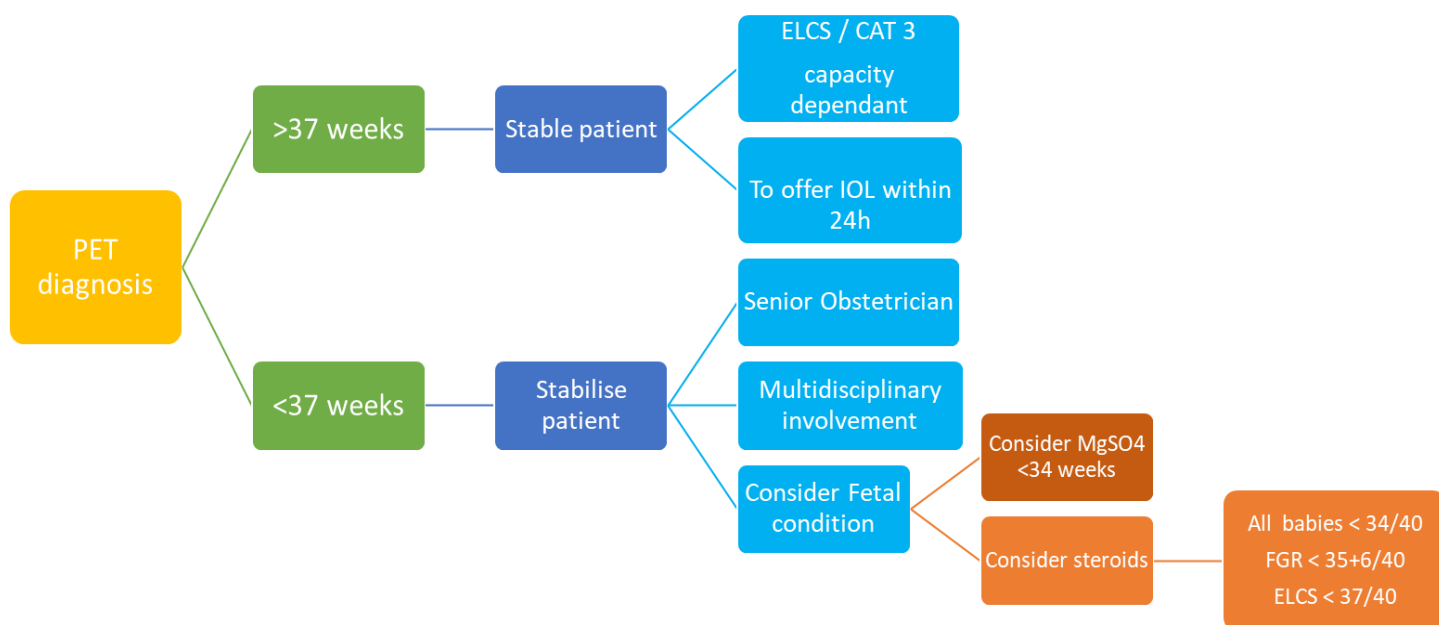 PET
diagnosis
>37 weeks
Stable patient
ELCS / CAT 3
capacity
dependant
To offer IOL within
24h
<37 weeks
Stabilise
patient
Senior Obstetrician
Multidisciplinary
involvement
Consider Fetal
condition
Consider MgSO4
<34 weeks
Consider steroids
All babies < 34/40
FGR < 35+6/40
ELCS < 37/40